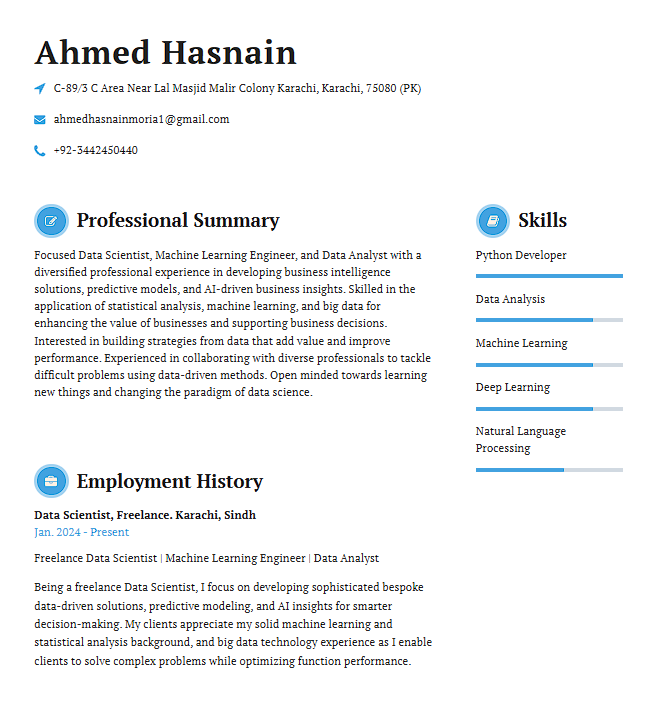 Ahmed Hasnain
C-89/3 C Area Near Lal Masjid Malir Colony Karachi, Karachi, 75080 (PK)
ahmedhasnainmoria1@gmail.com
+92-3442450440
Professional Summary
Focused Data Scientist, Machine Learning Engineer, and Data Analyst with a
diversified professional experience in developing business intelligence
solutions, predictive models, and AI-driven business insights. Skilled in the
application of statistical analysis, machine learning, and big data for
enhancing the value of businesses and supporting business decisions.
Interested in building strategies from data that add value and improve
performance. Experienced in collaborating with diverse professionals to tackle
difficult problems using data-driven methods. Open minded towards learning
new things and changing the paradigm of data science.
Employment History
Data Scientist, Freelance. Karachi, Sindh
Jan. 2024 - Present
Freelance Data Scientist | Machine Learning Engineer | Data Analyst
Being a freelance Data Scientist, I focus on developing sophisticated bespoke
data-driven solutions, predictive modeling, and AI insights for smarter
decision-making. My clients appreciate my solid machine learning and
statistical analysis background, and big data technology experience as I enable
clients to solve complex problems while optimizing function performance.
Skills
Python Developer
Data Analysis
Machine Learning
Deep Learning
Natural Language
Processing